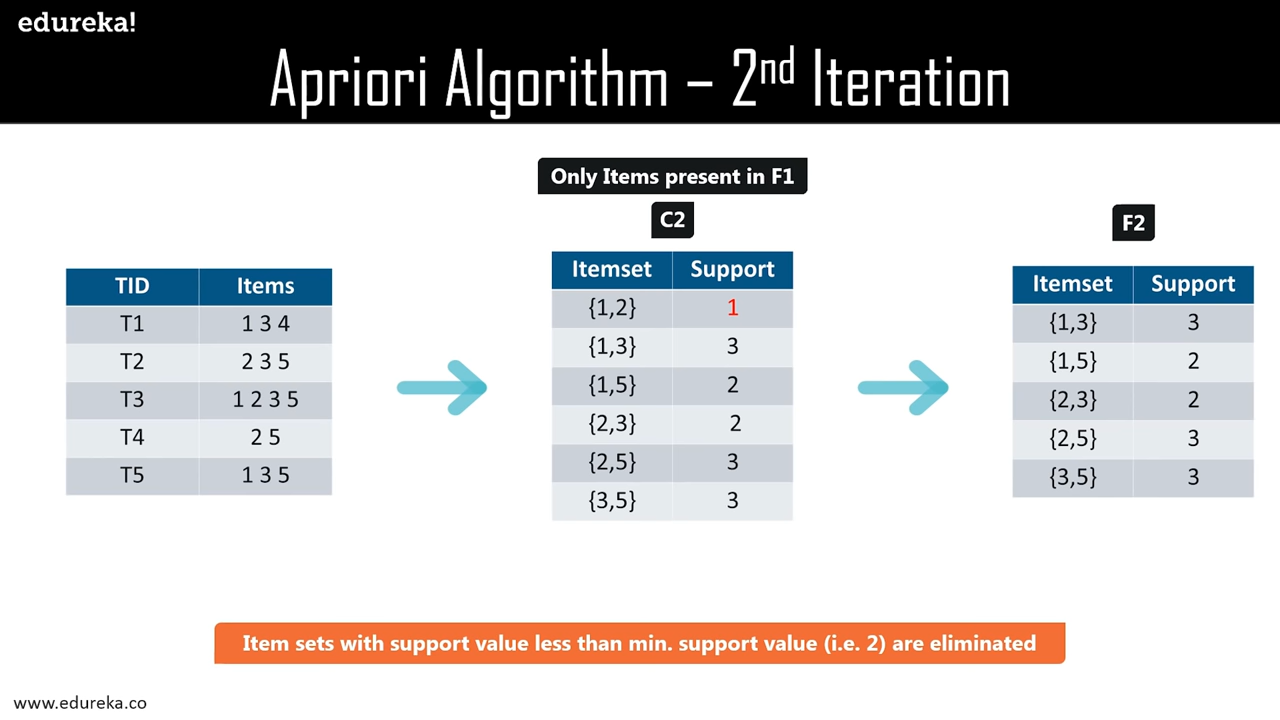 edureka!
Apriori Algorithm – 2nd Iteration
Only Items present in F1
C2
F2
TID Items
T1 1 3 4
T2 2 3 5
T3 1 2 3 5
T4 2 5
T5 1 3 5
Itemset Support
{1,2} 1
{1,3} 3
{1,5} 2
{2,3} 2
{2,5} 3
{3,5} 3
Itemset Support
{1,3} 3
{1,5} 2
{2,3} 2
{2,5} 3
{3,5} 3
Item sets with support value less than min. support value (i.e. 2) are eliminated
www.edureka.co